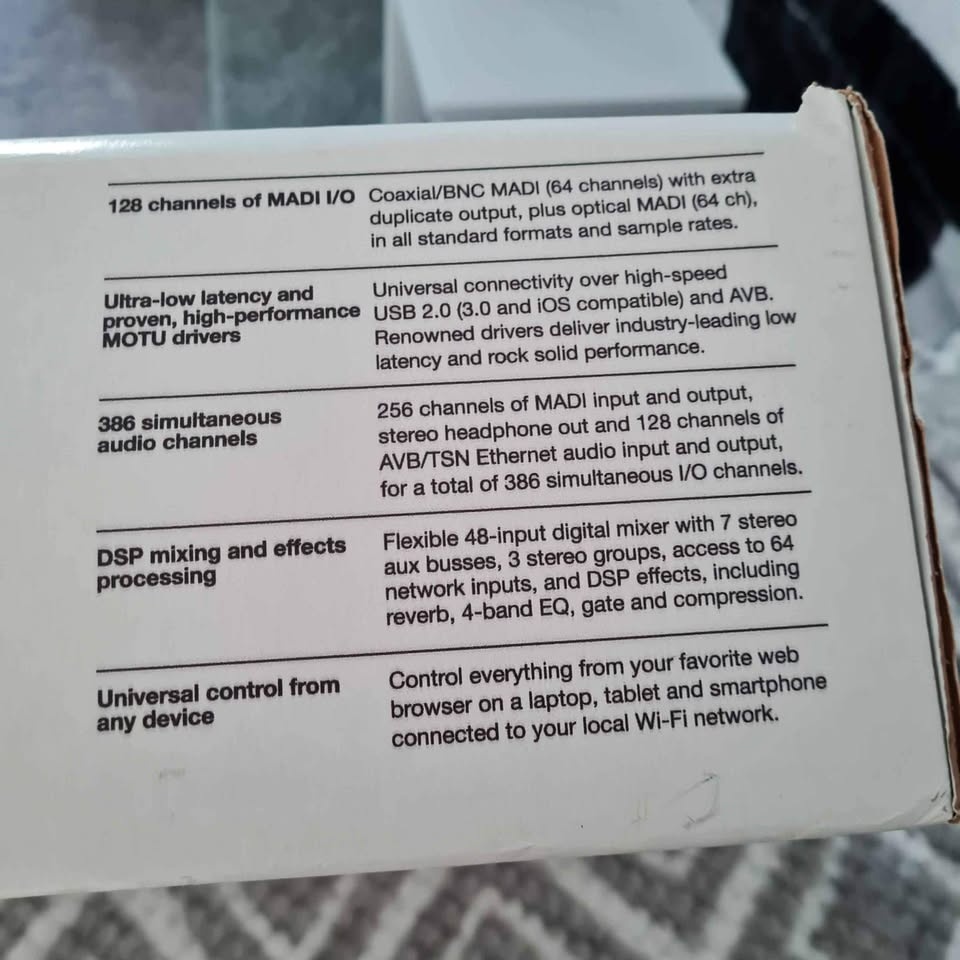 128 channels of MADI I/O
Coaxial/BNC MADI (64 channels) with extra
duplicate output, plus optical MADI (64 ch),
in all standard formats and sample rates.
Ultra-low latency and
proven, high-performance
MOTU drivers
Universal connectivity over high-speed
USB 2.0 (3.0 and iOS compatible) and AVB.
Renowned drivers deliver industry-leading low
latency and rock solid performance.
386 simultaneous
audio channels
256 channels of MADI input and output,
stereo headphone out and 128 channels of
AVB/TSN Ethernet audio input and output,
for a total of 386 simultaneous I/O channels.
DSP mixing and effects
processing
Flexible 48-input digital mixer with 7 stereo
aux busses, 3 stereo groups, access to 64
network inputs, and DSP effects, including
reverb, 4-band EQ, gate and compression.
Universal control from
any device
Control everything from your favorite web
browser on a laptop, tablet and smartphone
connected to your local Wi-Fi network.